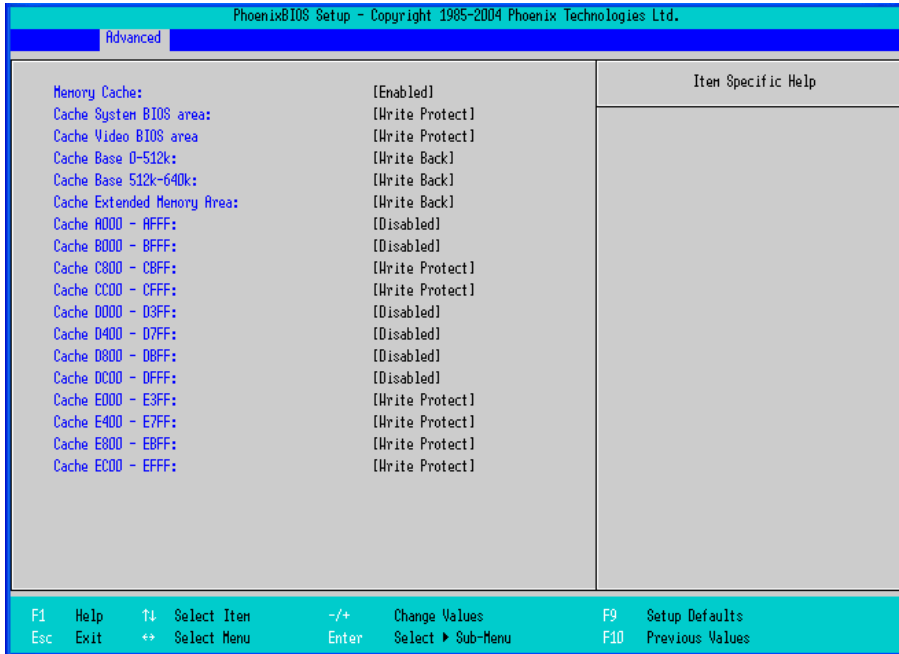 PhoenixBIOS Setup - Copyright 1985-2004 Phoenix Technologies Ltd.
Advanced
Item Specific Help
Memory Cache: [Enabled]
Cache System BIOS area: [Write Protect]
Cache Video BIOS area [Write Protect]
Cache Base 0-512k: [Write Back]
Cache Base 512k-640k: [Write Back]
Cache Extended Memory Area: [Write Back]
Cache A000 - AFFF: [Disabled]
Cache B000 - BFFF: [Disabled]
Cache C800 - CBFF: [Write Protect]
Cache CC00 - CFFF: [Write Protect]
Cache D000 - D3FF: [Disabled]
Cache D400 - D7FF: [Disabled]
Cache D800 - DBFF: [Disabled]
Cache DC00 - DFFF: [Disabled]
Cache E000 - E3FF: [Write Protect]
Cache E400 - E7FF: [Write Protect]
Cache E800 - EBFF: [Write Protect]
Cache EC00 - EFFF: [Write Protect]
F1 Help ↑↓ Select Item -/+ Change Values F9 Setup Defaults
Esc Exit ↔ Select Menu Enter Select ▶ Sub-Menu F10 Previous Values